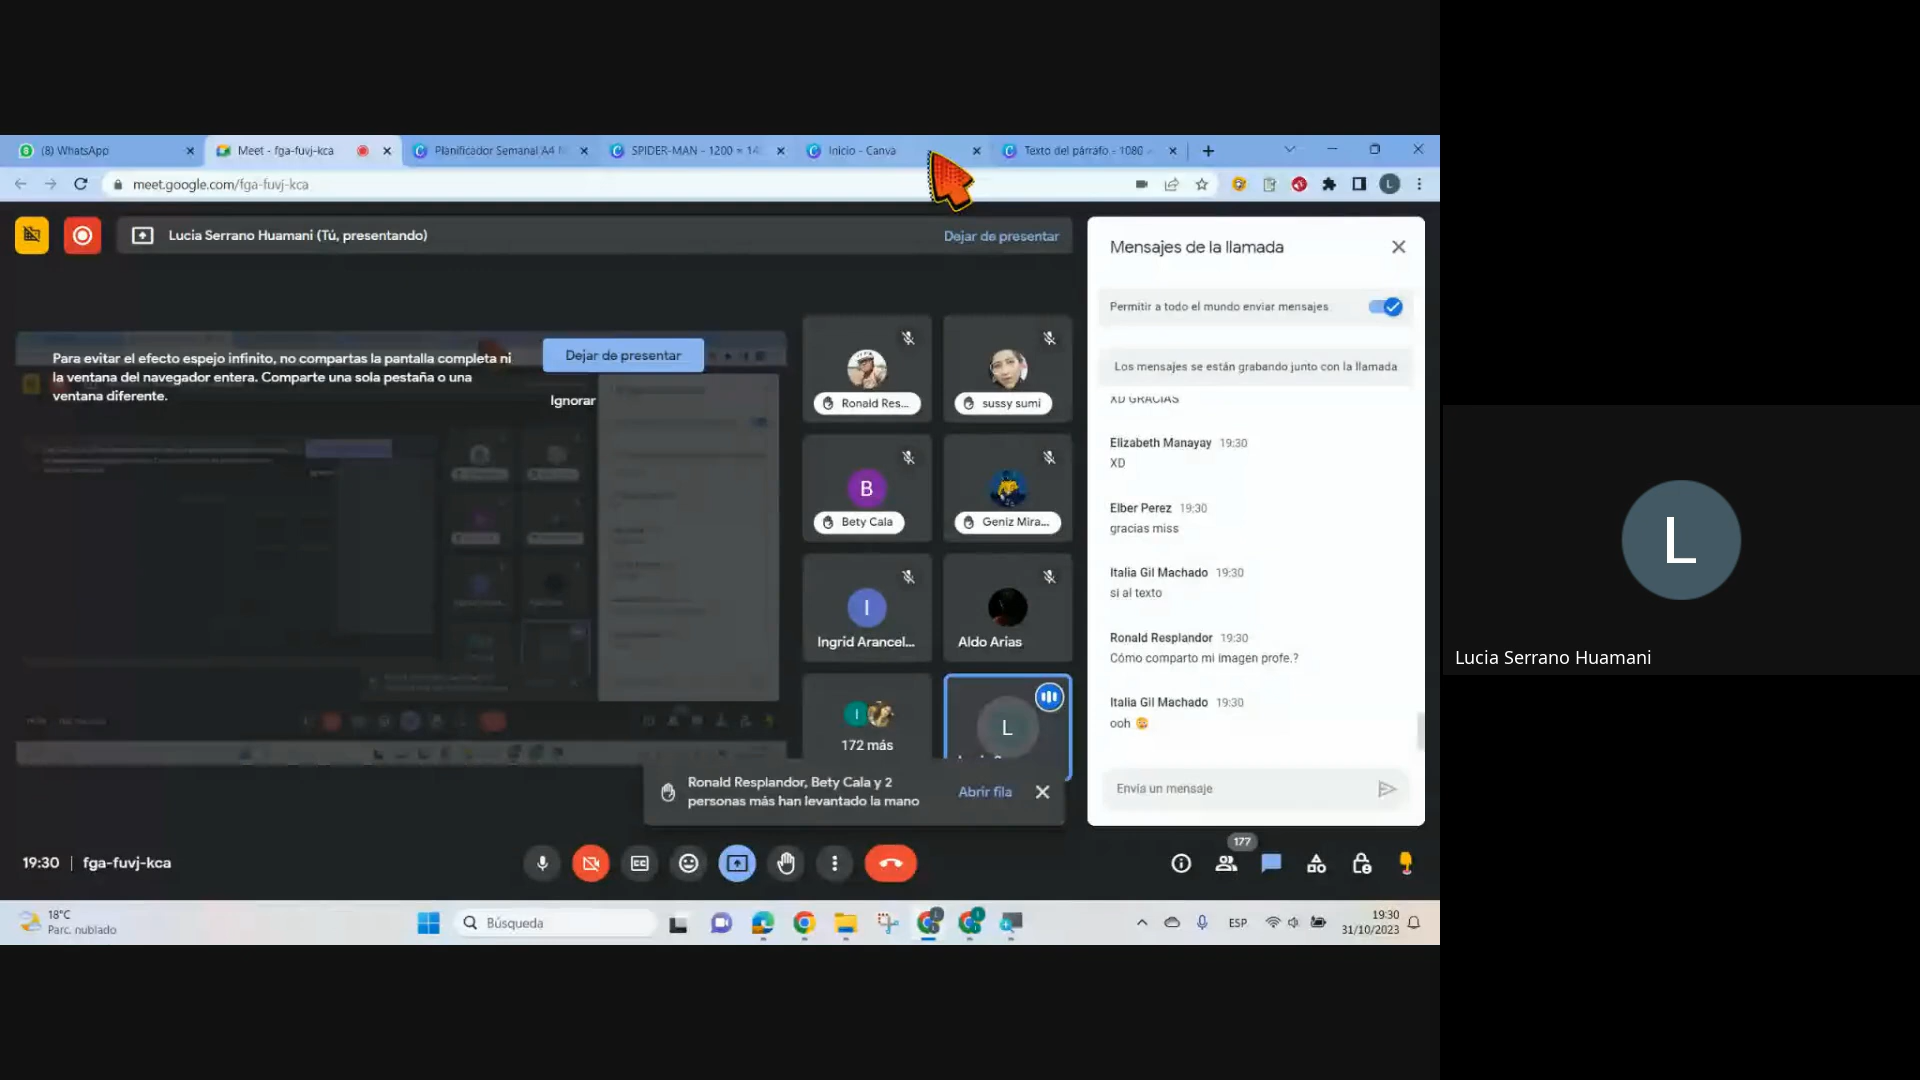 (8) WhatsApp
Meet - fga-fuvj-kca
Planificador Semanal A4
SPIDER-MAN - 1200 × 14
Inicio - Canva
Texto del párrafo - 1080
meet.google.com/fga-fuvj-kca
L
Lucia Serrano Huamani (Tú, presentando)
Dejar de presentar
Para evitar el efecto espejo infinito, no compartas la pantalla completa ni
la ventana del navegador entera. Comparte una sola pestaña o una
ventana diferente.
Dejar de presentar
Ignorar
Ronald Res...
sussy sumi
B
Bety Cala
Geniz Mira...
I
Ingrid Arancel...
Aldo Arias
I
172 más
L
Ronald Resplandor, Bety Cala y 2
personas más han levantado la mano
Abrir fila
Mensajes de la llamada
Permitir a todo el mundo enviar mensajes
Los mensajes se están grabando junto con la llamada
XD GRACIAS
Elizabeth Manayay 19:30
XD
Elber Perez 19:30
gracias miss
Italia Gil Machado 19:30
si al texto
Ronald Resplandor 19:30
Cómo comparto mi imagen profe.?
Italia Gil Machado 19:30
ooh
Envía un mensaje
19:30 | fga-fuvj-kca
177
18°C
Parc. nublado
Búsqueda
ESP
19:30
31/10/2023
L
Lucia Serrano Huamani